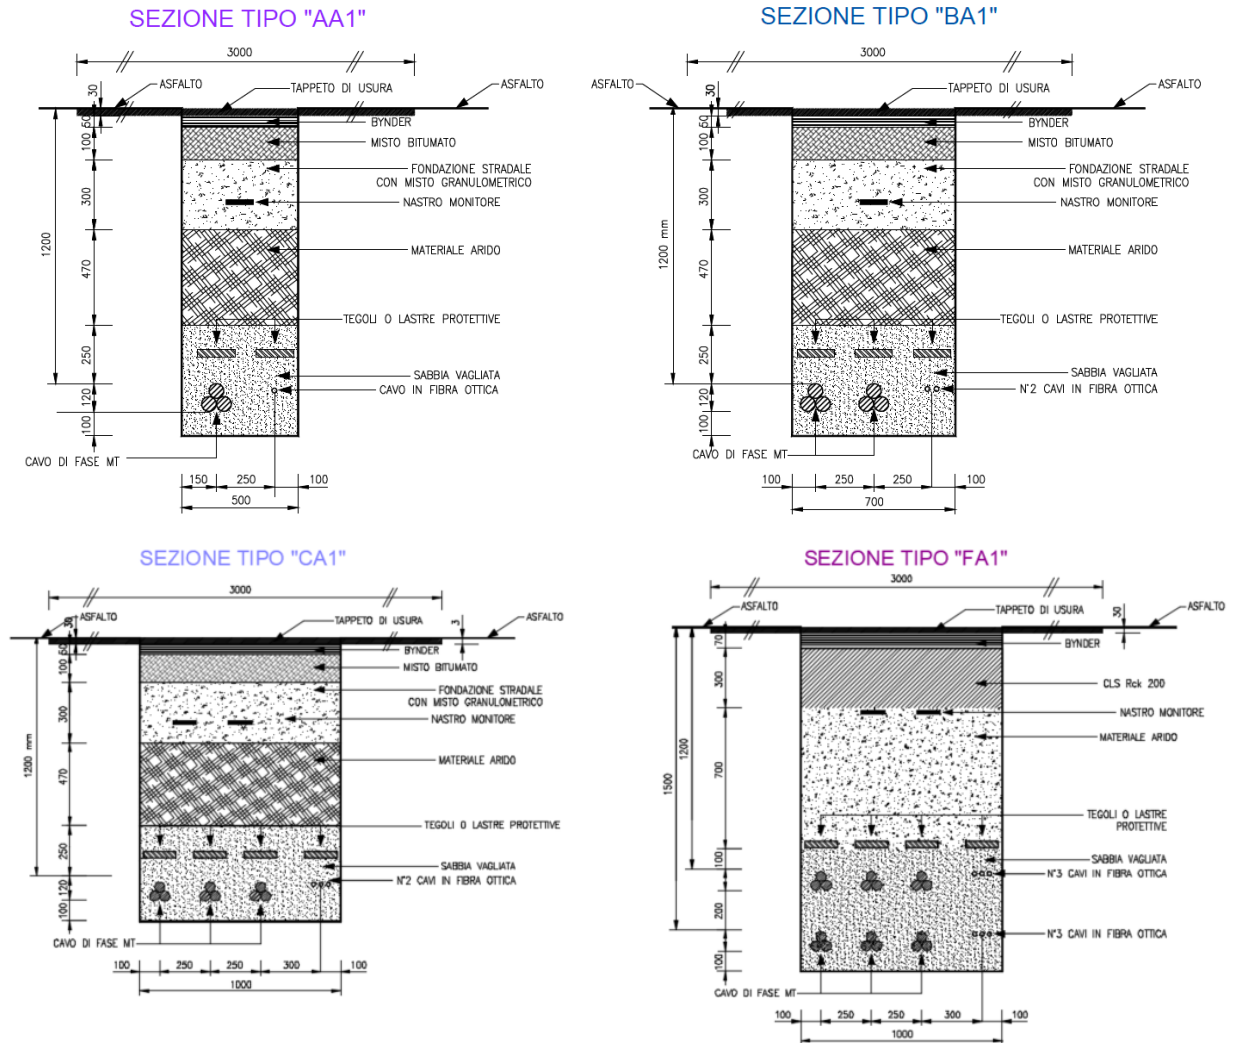 SEZIONE TIPO "AA1"
3000
ASFALTO
TAPPETO DI USURA
ASFALTO
BYNDER
MISTO BITUMATO
FONDAZIONE STRADALE
CON MISTO GRANULOMETRICO
NASTRO MONITORE
MATERIALE ARIDO
TEGOLI O LASTRE PROTETTIVE
SABBIA VAGLIATA
CAVO IN FIBRA OTTICA
CAVO DI FASE MT
30
50
100
300
470
250
120
100
1200
150
250
100
500
SEZIONE TIPO "BA1"
3000
ASFALTO
TAPPETO DI USURA
ASFALTO
BYNDER
MISTO BITUMATO
FONDAZIONE STRADALE
CON MISTO GRANULOMETRICO
NASTRO MONITORE
MATERIALE ARIDO
TEGOLI O LASTRE PROTETTIVE
SABBIA VAGLIATA
N°2 CAVI IN FIBRA OTTICA
CAVO DI FASE MT
30
50
100
300
470
250
120
100
1200 mm
100
250
250
100
700
SEZIONE TIPO "CA1"
3000
ASFALTO
TAPPETO DI USURA
3
ASFALTO
BYNDER
MISTO BITUMATO
FONDAZIONE STRADALE
CON MISTO GRANULOMETRICO
NASTRO MONITORE
MATERIALE ARIDO
TEGOLI O LASTRE PROTETTIVE
SABBIA VAGLIATA
N°2 CAVI IN FIBRA OTTICA
CAVO DI FASE MT
30
50
100
300
470
250
120
100
1200 mm
100
250
250
300
100
1000
SEZIONE TIPO "FA1"
3000
ASFALTO
TAPPETO DI USURA
30
ASFALTO
BYNDER
CLS Rck 200
NASTRO MONITORE
MATERIALE ARIDO
TEGOLI O LASTRE
PROTETTIVE
SABBIA VAGLIATA
N°3 CAVI IN FIBRA OTTICA
N°3 CAVI IN FIBRA OTTICA
CAVO DI FASE MT
70
300
700
100
200
100
1200
1500
100
250
250
300
100
1000